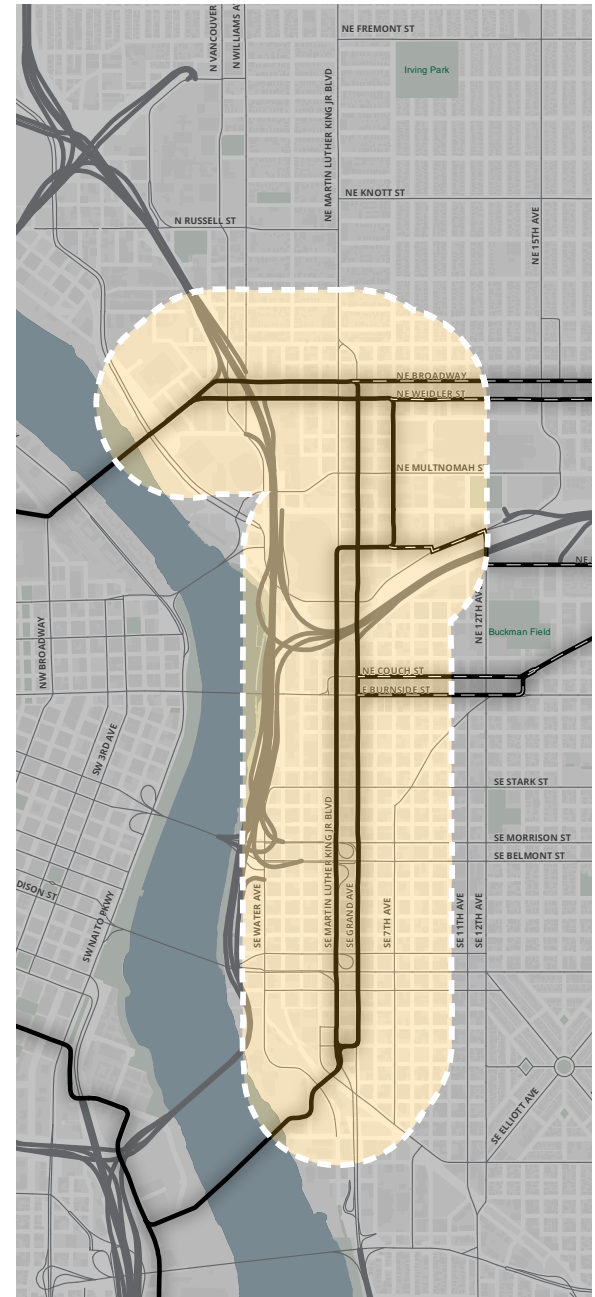 N VANCOUVER
N WILLIAMS A
NE FREMONT ST
Irving Park
NE MARTIN LUTHER KING JR BLVD
NE KNOTT ST
N RUSSELL ST
NE 15TH AVE
NE BROADWAY
NE WEIDLER ST
NE MULTNOMAH S
NE
NE 12TH AVE
Buckman Field
NW BROADWAY
NE COUCH ST
E BURNSIDE ST
SW 3RD AVE
SE STARK ST
SE MORRISON ST
SE BELMONT ST
DISON ST
SW NAITO PKWY
SE WATER AVE
SE MARTIN LUTHER KING JR BLVD
SE GRAND AVE
SE 7TH AVE
SE 11TH AVE
SE 12TH AVE
SE ELLIOTT AVE